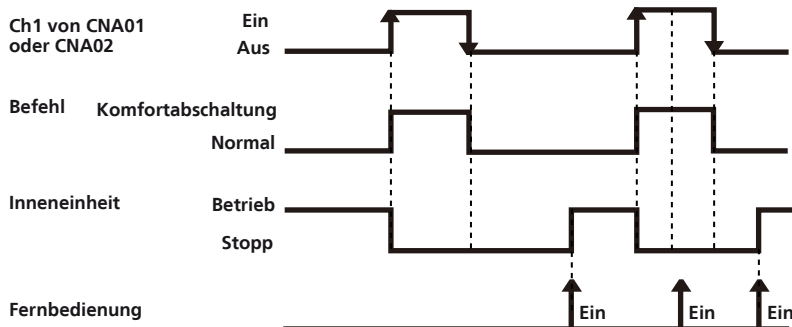 Ch1 von CNA01
oder CNA02
Ein
Aus
Befehl
Komfortabschaltung
Normal
Inneneinheit
Betrieb
Stopp
Fernbedienung
Ein
Ein
Ein